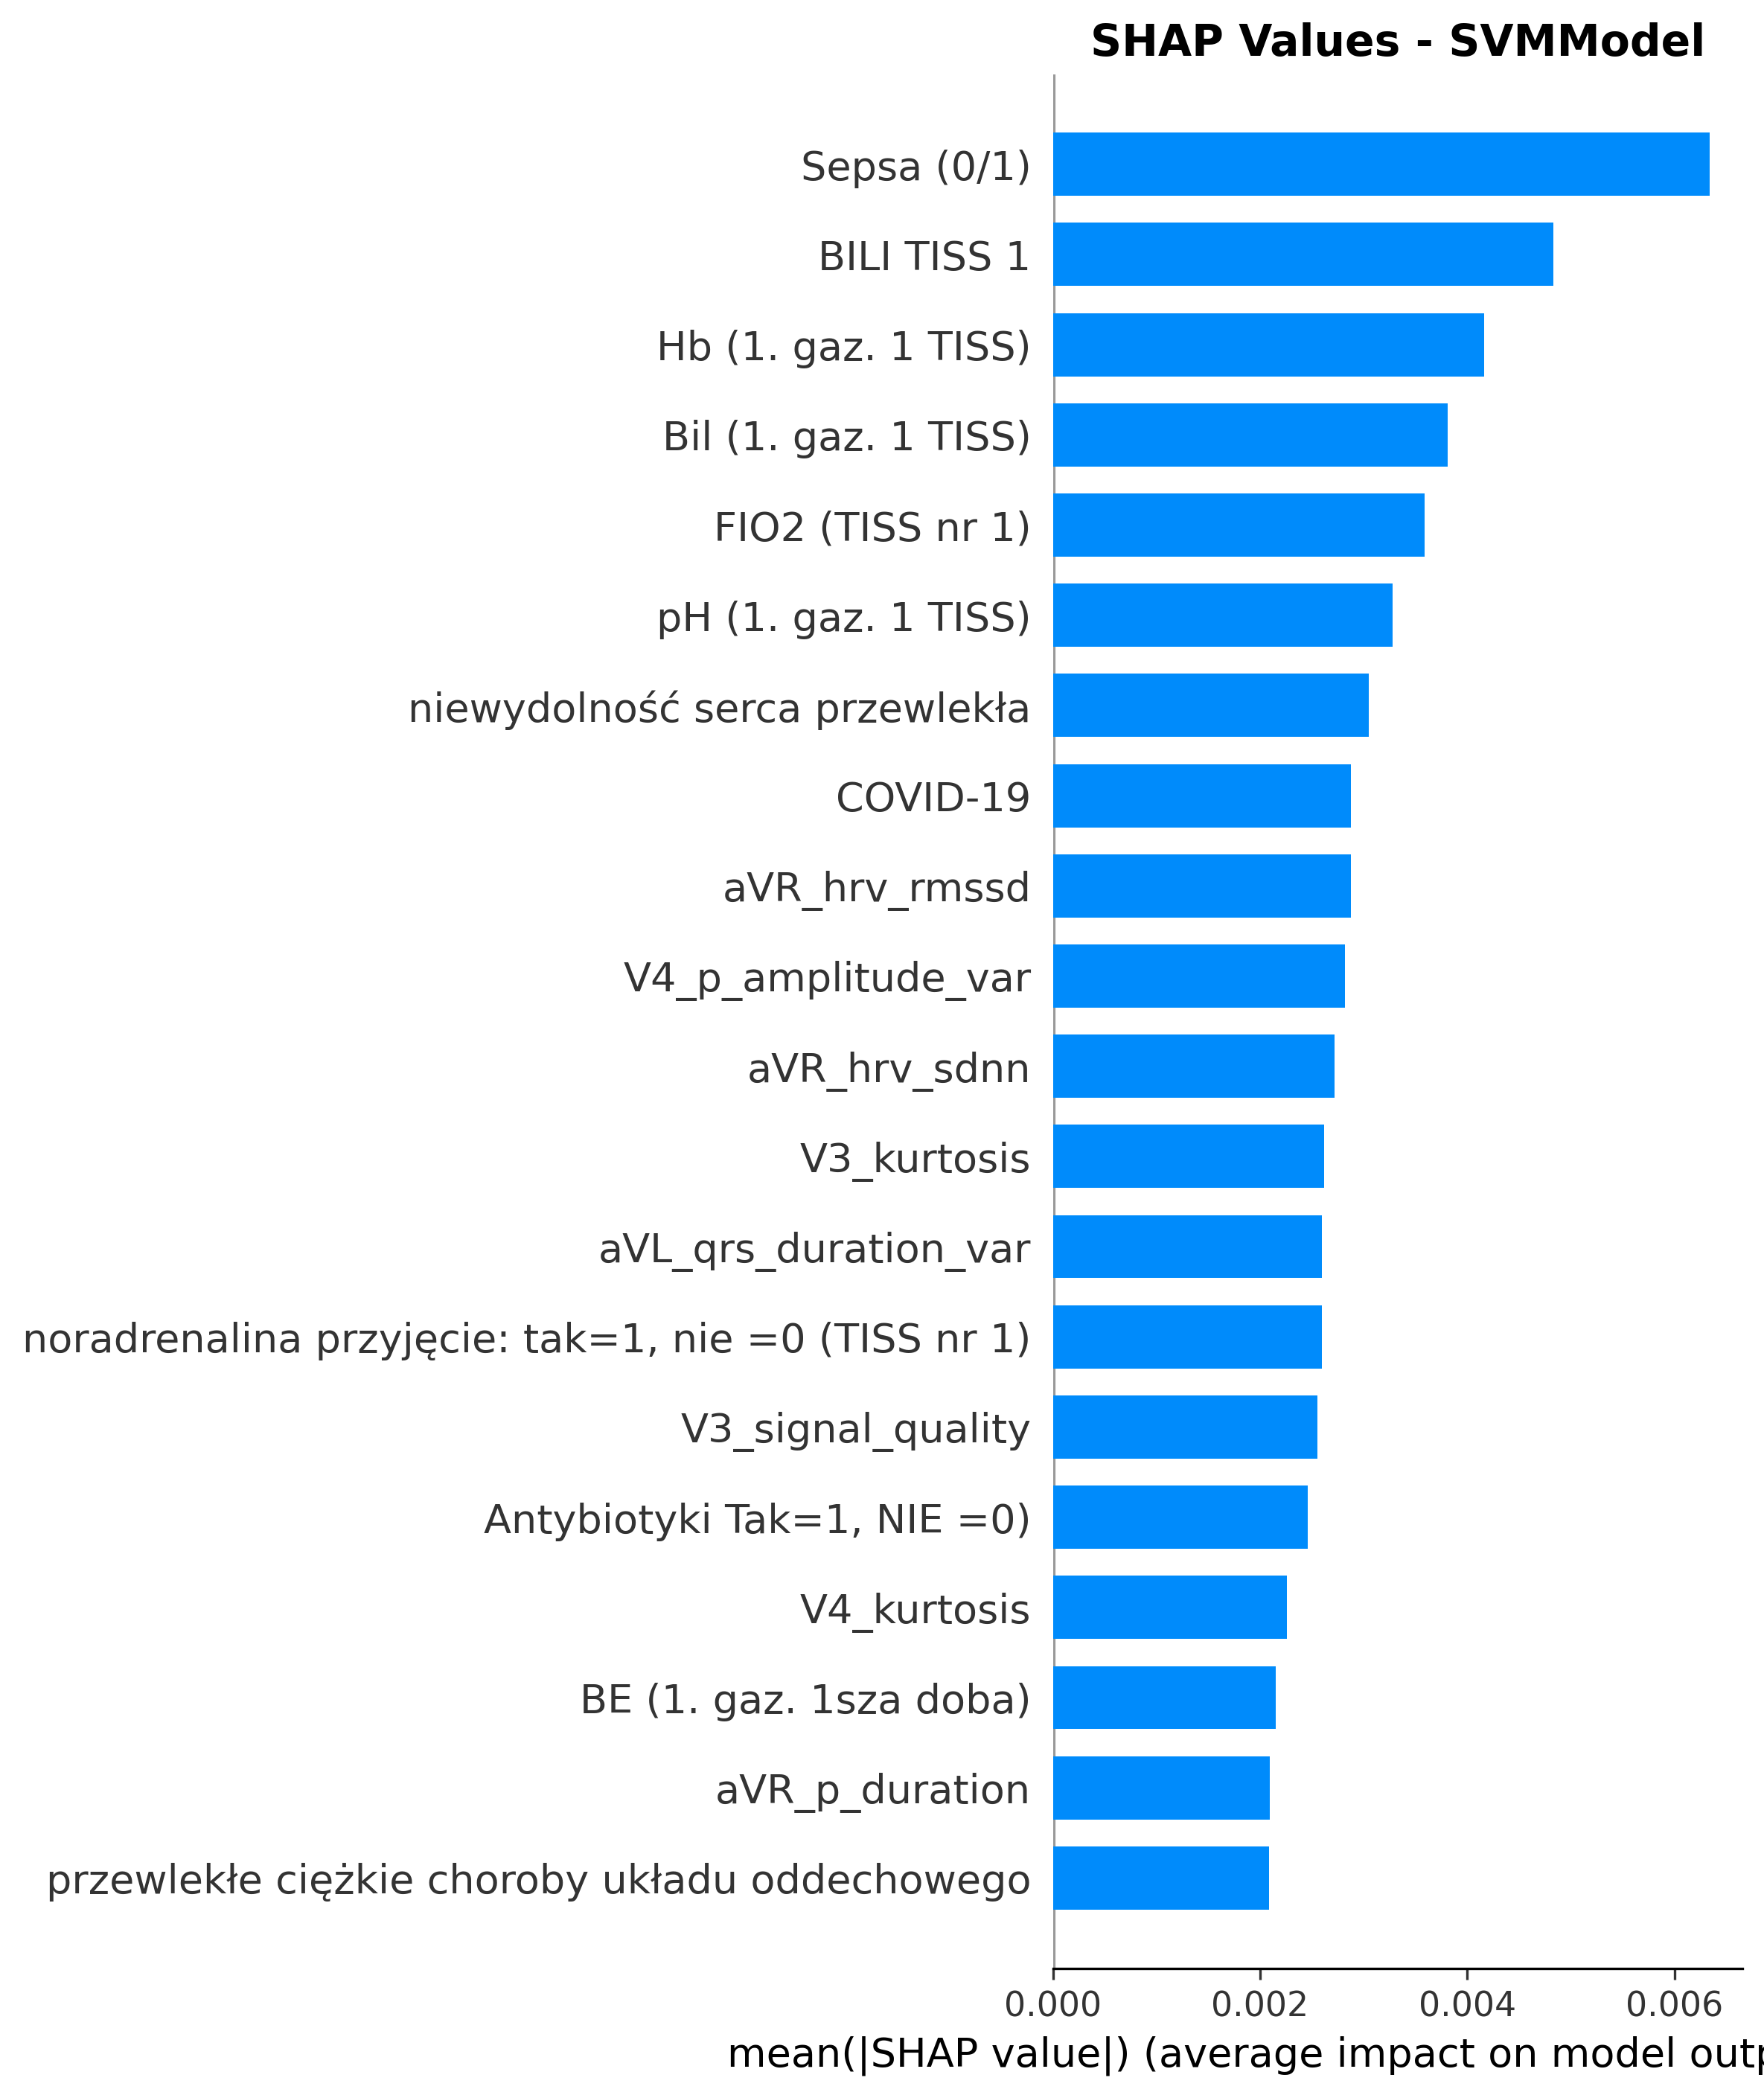 SHAP Values - SVMModel
Sepsa (0/1)
BILI TISS 1
Hb (1. gaz. 1 TISS)
Bil (1. gaz. 1 TISS)
FIO2 (TISS nr 1)
pH (1. gaz. 1 TISS)
niewydolność serca przewlekła
COVID-19
aVR_hrv_rmssd
V4_p_amplitude_var
aVR_hrv_sdnn
V3_kurtosis
aVL_qrs_duration_var
noradrenalina przyjęcie: tak=1, nie =0 (TISS nr 1)
V3_signal_quality
Antybiotyki Tak=1, NIE =0)
V4_kurtosis
BE (1. gaz. 1sza doba)
aVR_p_duration
przewlekłe ciężkie choroby układu oddechowego
0.000 0.002 0.004 0.006
mean(|SHAP value|) (average impact on model outp